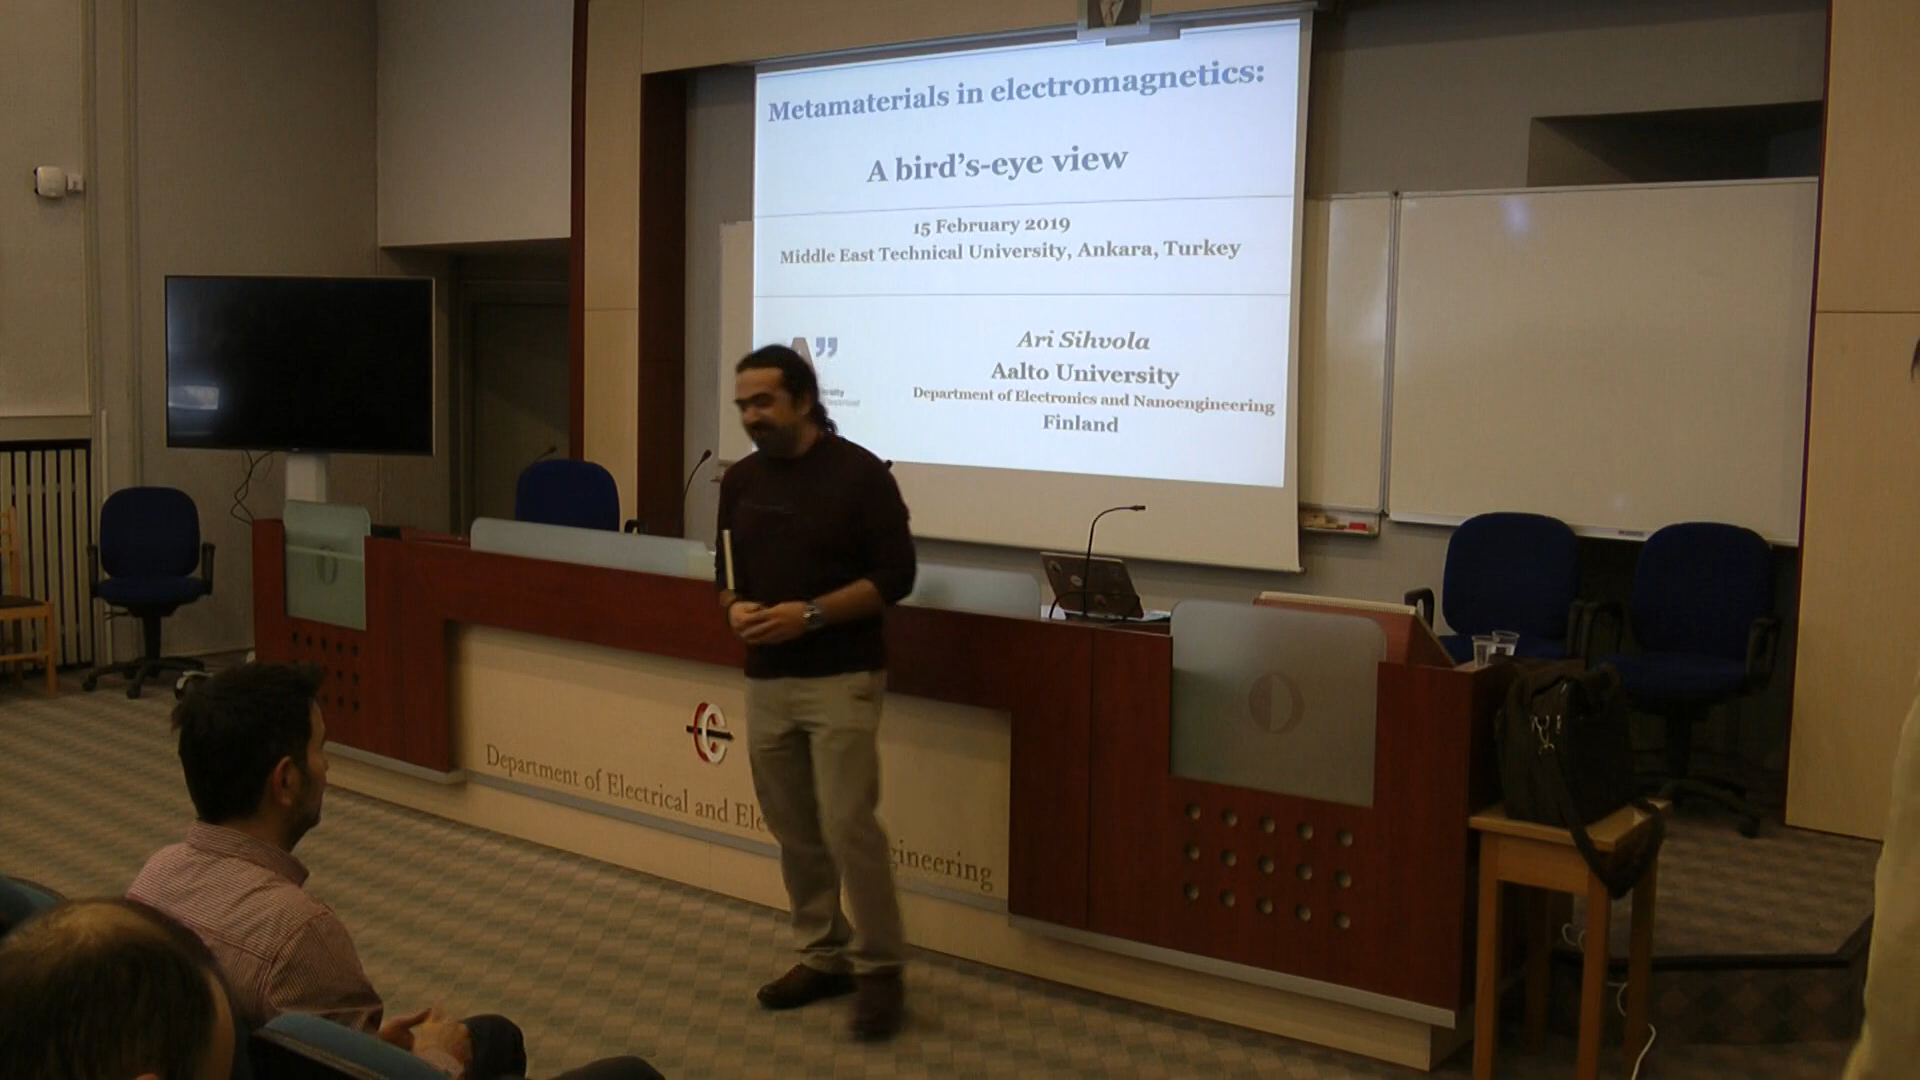 Metamaterials in electromagnetics:
A bird's-eye view
15 February 2019
Middle East Technical University, Ankara, Turkey
A”
Ari Sihvola
Aalto University
Department of Electronics and Nanoengineering
Finland
Department of Electrical and Ele
gineering